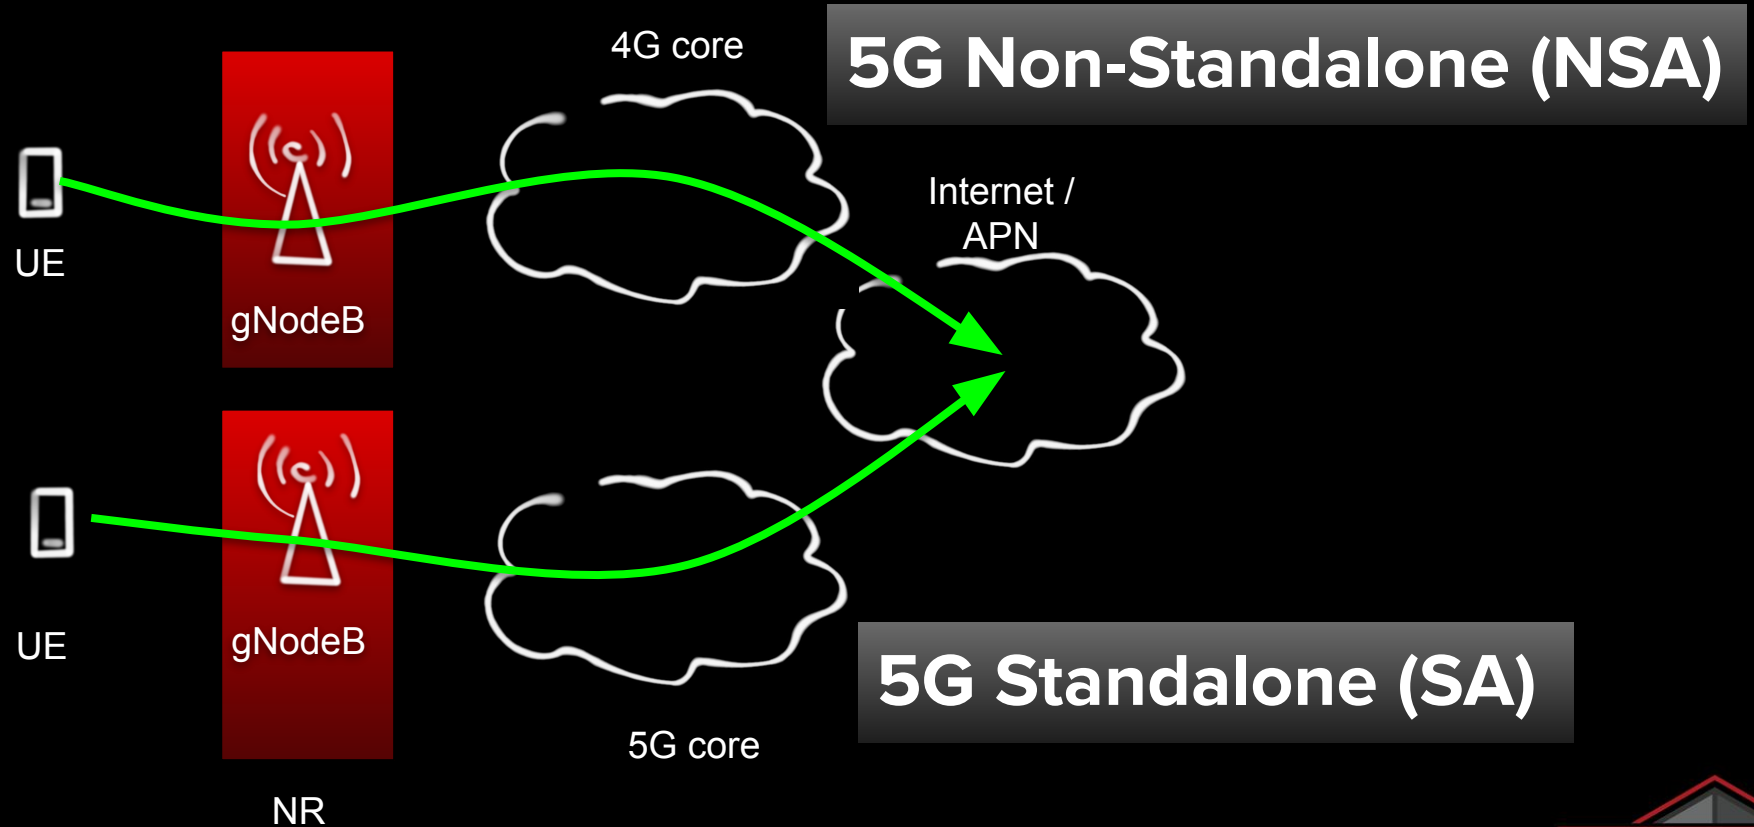 4G core
5G Non-Standalone (NSA)
Internet /
APN
UE
gNodeB
UE
gNodeB
5G Standalone (SA)
5G core
NR